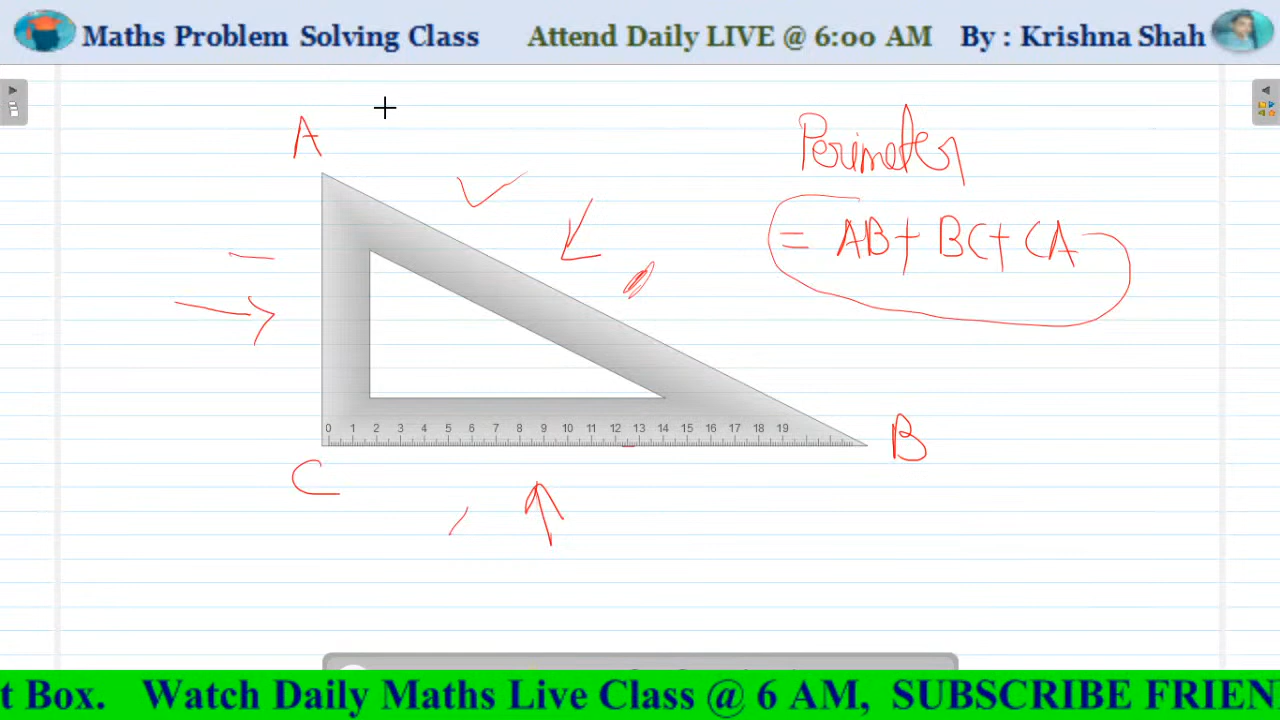 Maths Problem Solving Class Attend Daily LIVE @ 6:00 AM By : Krishna Shah
A
Perimeter
= AB + BC + CA
0 1 2 3 4 5 6 7 8 9 10 11 12 13 14 15 16 17 18 19
B
C
t Box. Watch Daily Maths Live Class @ 6 AM, SUBSCRIBE FRIEN